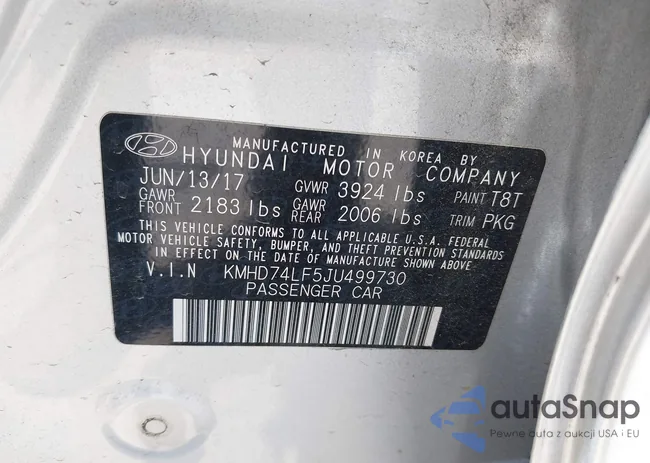 MANUFACTURED IN KOREA BY
HYUNDAI MOTOR COMPANY
JUN/13/17 GVWR 3924 lbs PAINT T8T
GAWR FRONT 2183 lbs GAWR REAR 2006 lbs TRIM PKG
THIS VEHICLE CONFORMS TO ALL APPLICABLE U.S.A. FEDERAL
MOTOR VEHICLE SAFETY, BUMPER, AND THEFT PREVENTION STANDARDS
IN EFFECT ON THE DATE OF MANUFACTURE SHOWN ABOVE.
V.I.N KMHD74LF5JU499730
PASSENGER CAR
autaSnap
Pewne auta z aukcji USA i EU